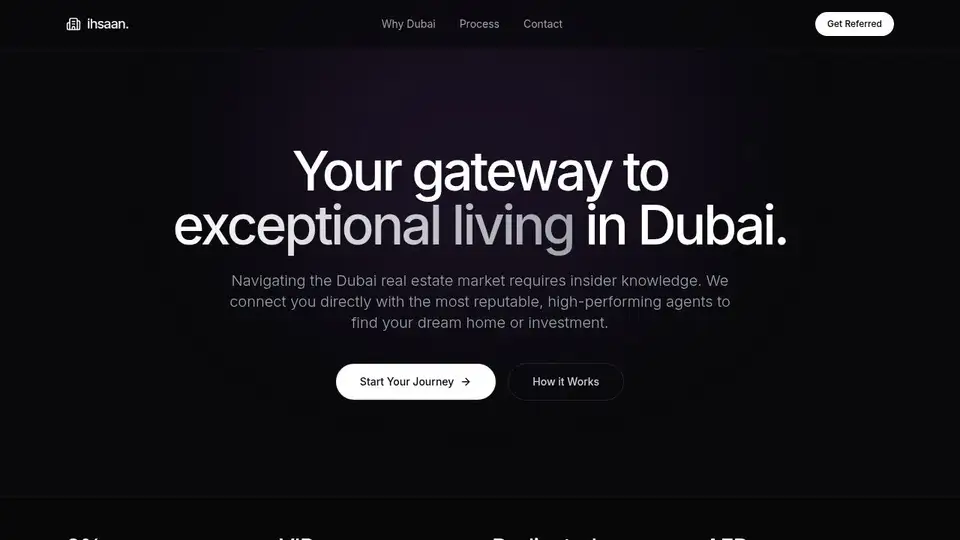 ihsaan.
Why Dubai
Process
Contact
Get Referred
Your gateway to
exceptional living in Dubai.
Navigating the Dubai real estate market requires insider knowledge. We
connect you directly with the most reputable, high-performing agents to
find your dream home or investment.
Start Your Journey
How it Works